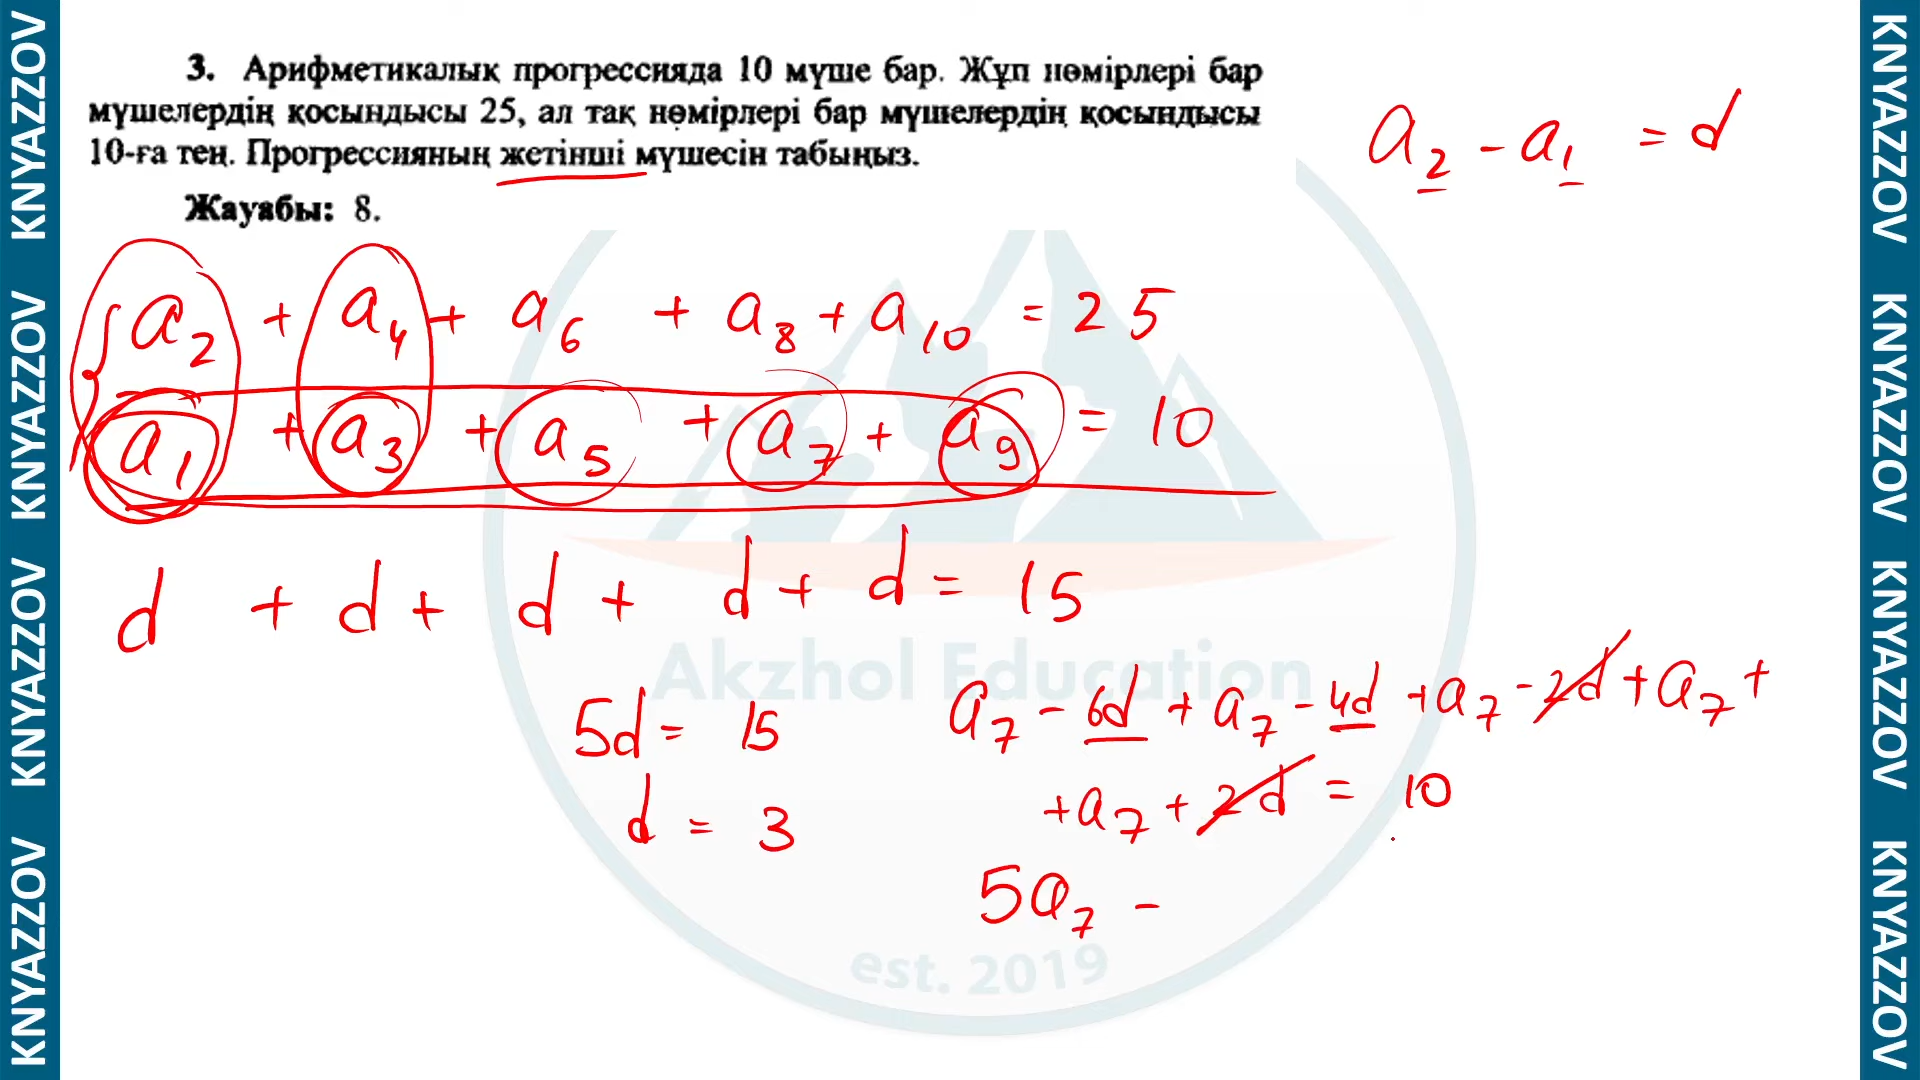 3. Арифметикалық прогрессияда 10 мүше бар. Жұп нөмірлері бар
мүшелердің қосындысы 25, ал тақ нөмірлері бар мүшелердің қосындысы
10-ға тең. Прогрессияның жетінші мүшесін табыңыз.
Жауабы: 8.
a₂ - a₁ = d
a₂ + a₄ + a₆ + a₈ + a₁₀ = 25
a₁ + a₃ + a₅ + a₇ + a₉ = 10
d + d + d + d + d = 15
5d = 15
d = 3
a₇ - 6d + a₇ - 4d + a₇ - 2d + a₇ +
+ a₇ + 2d = 10
5a₇ -
Akzhol Education
est. 2019
KNYAZZOV KNYAZZOV KNYAZZOV KNYAZZOV
KNYAZZOV KNYAZZOV KNYAZZOV KNYAZZOV